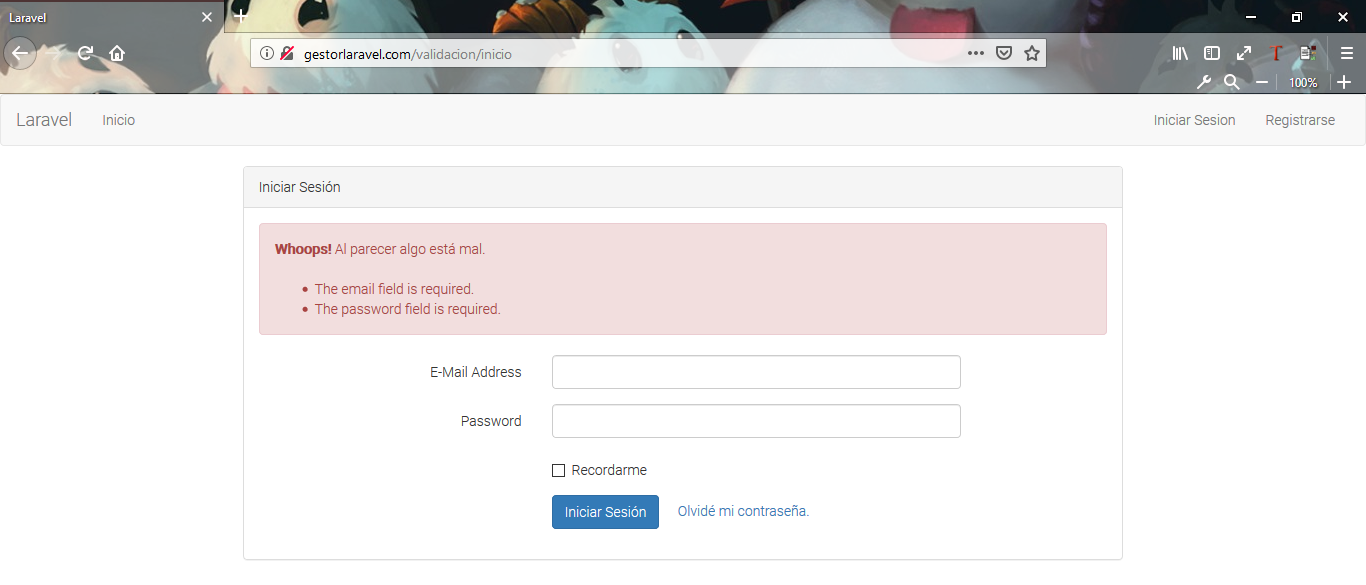 Laravel
gestorlaravel.com/validacion/inicio
100%
Laravel Inicio Iniciar Sesion Registrarse
Iniciar Sesión
Whoops! Al parecer algo está mal.
• The email field is required.
• The password field is required.
E-Mail Address
Password
Recordarme
Iniciar Sesión Olvidé mi contraseña.